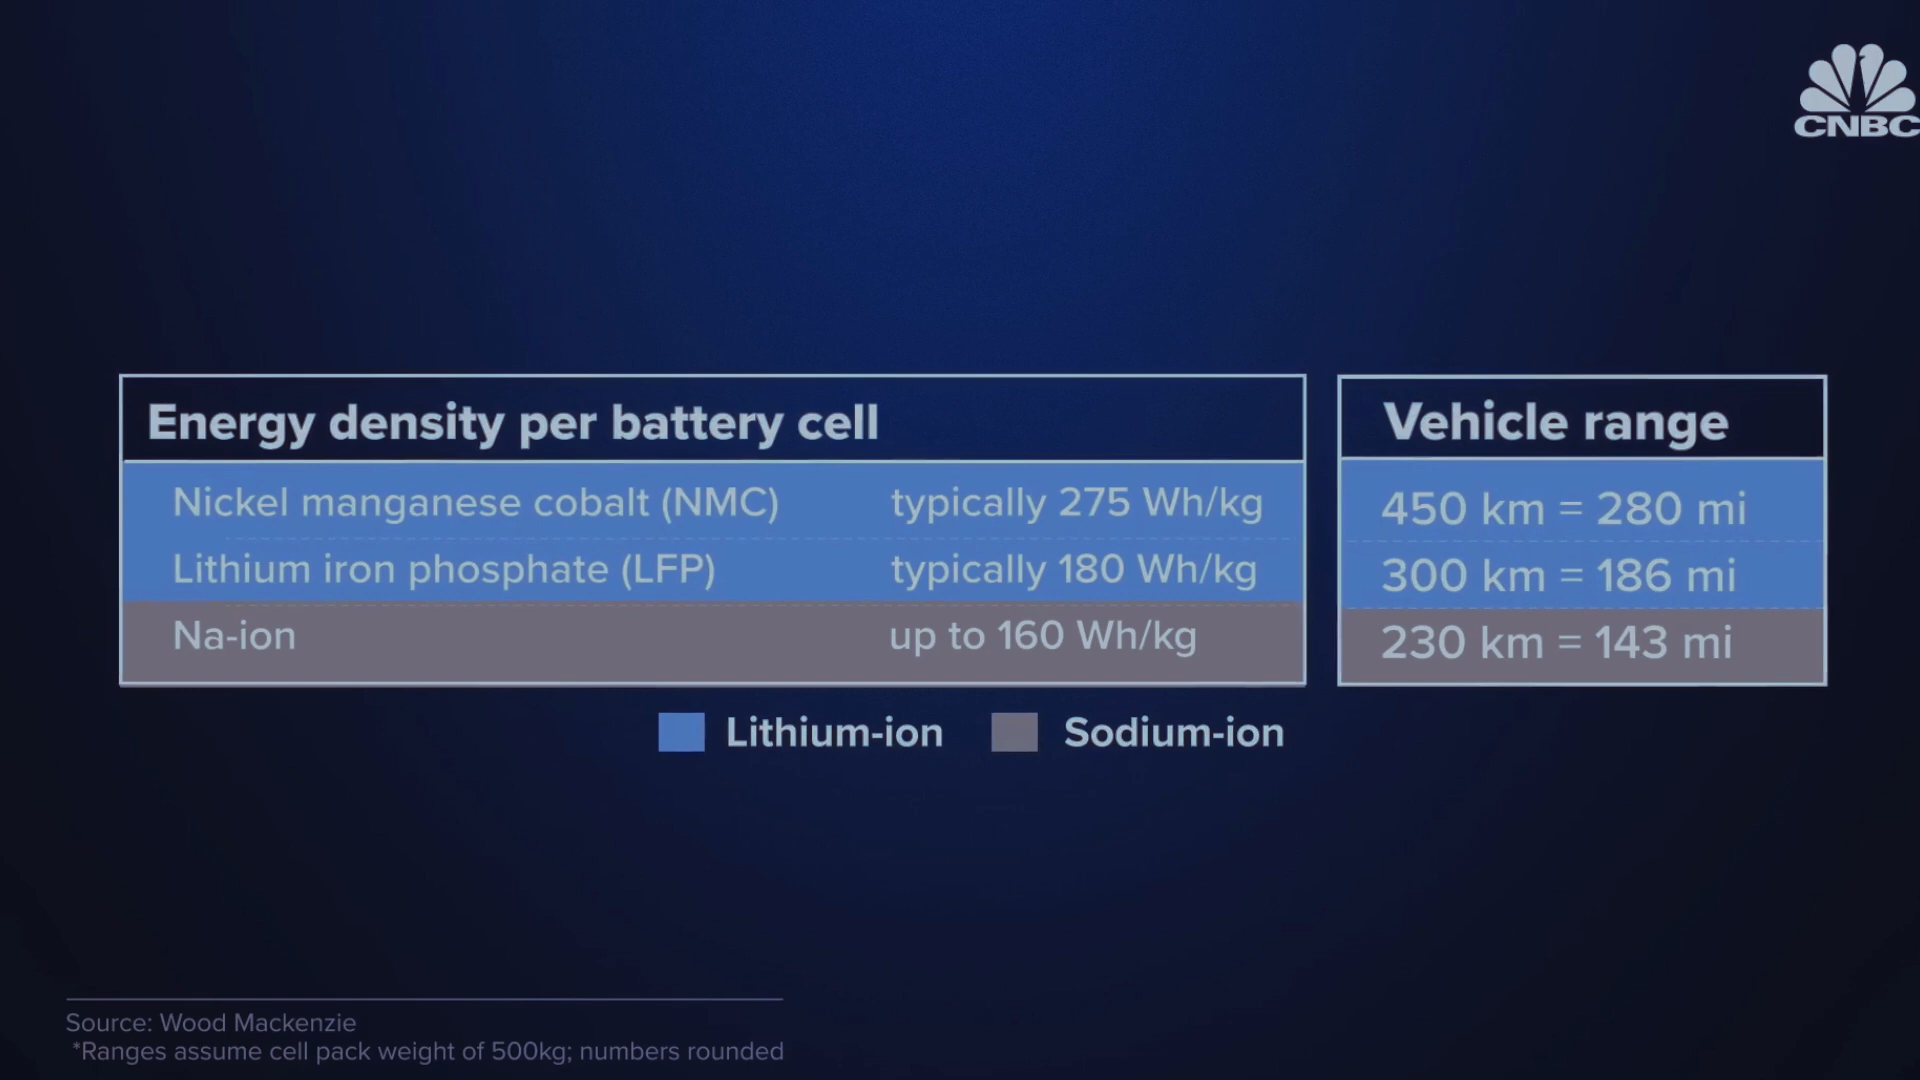 CNBC
Energy density per battery cell
Nickel manganese cobalt (NMC) typically 275 Wh/kg
Lithium iron phosphate (LFP) typically 180 Wh/kg
Na-ion up to 160 Wh/kg
Vehicle range
450 km = 280 mi
300 km = 186 mi
230 km = 143 mi
Lithium-ion Sodium-ion
Source: Wood Mackenzie
*Ranges assume cell pack weight of 500kg; numbers rounded